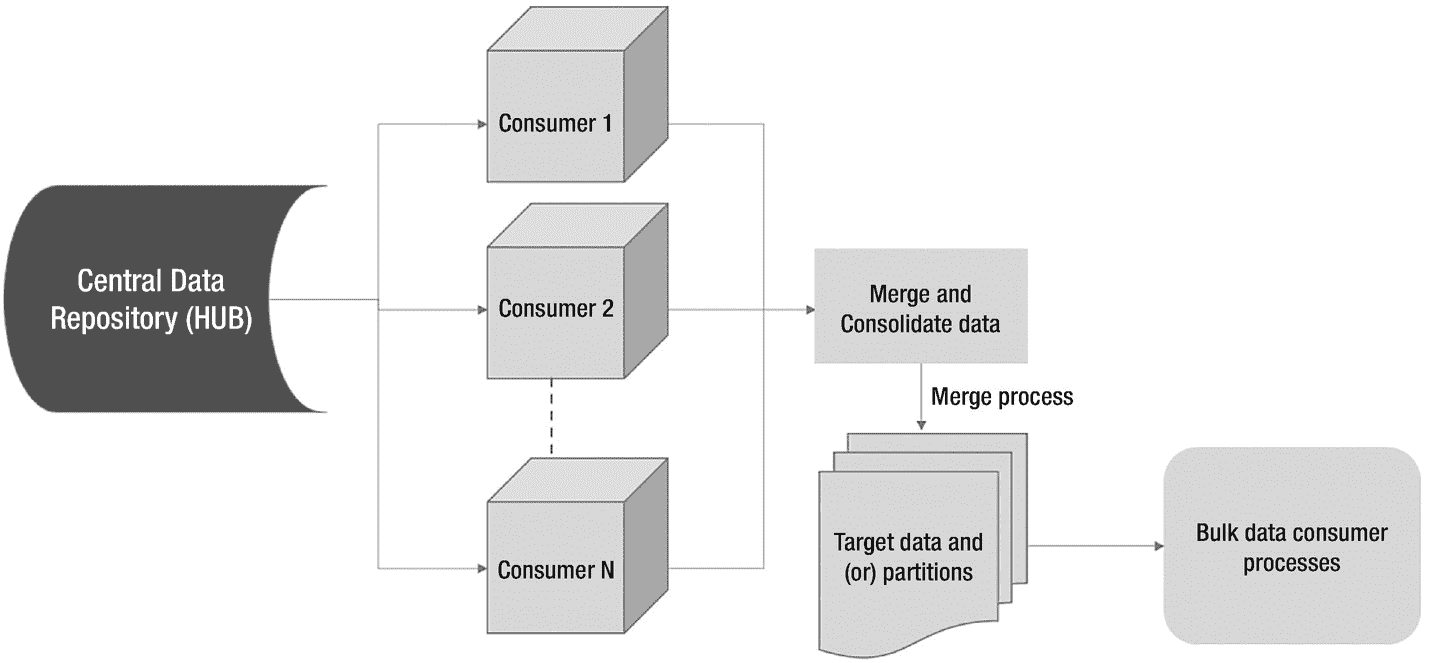 Consumer 1
Central Data
Repository (HUB)
Consumer 2
Merge and
Consolidate data
Merge process
Consumer N
Target data and
(or) partitions
Bulk data consumer
processes